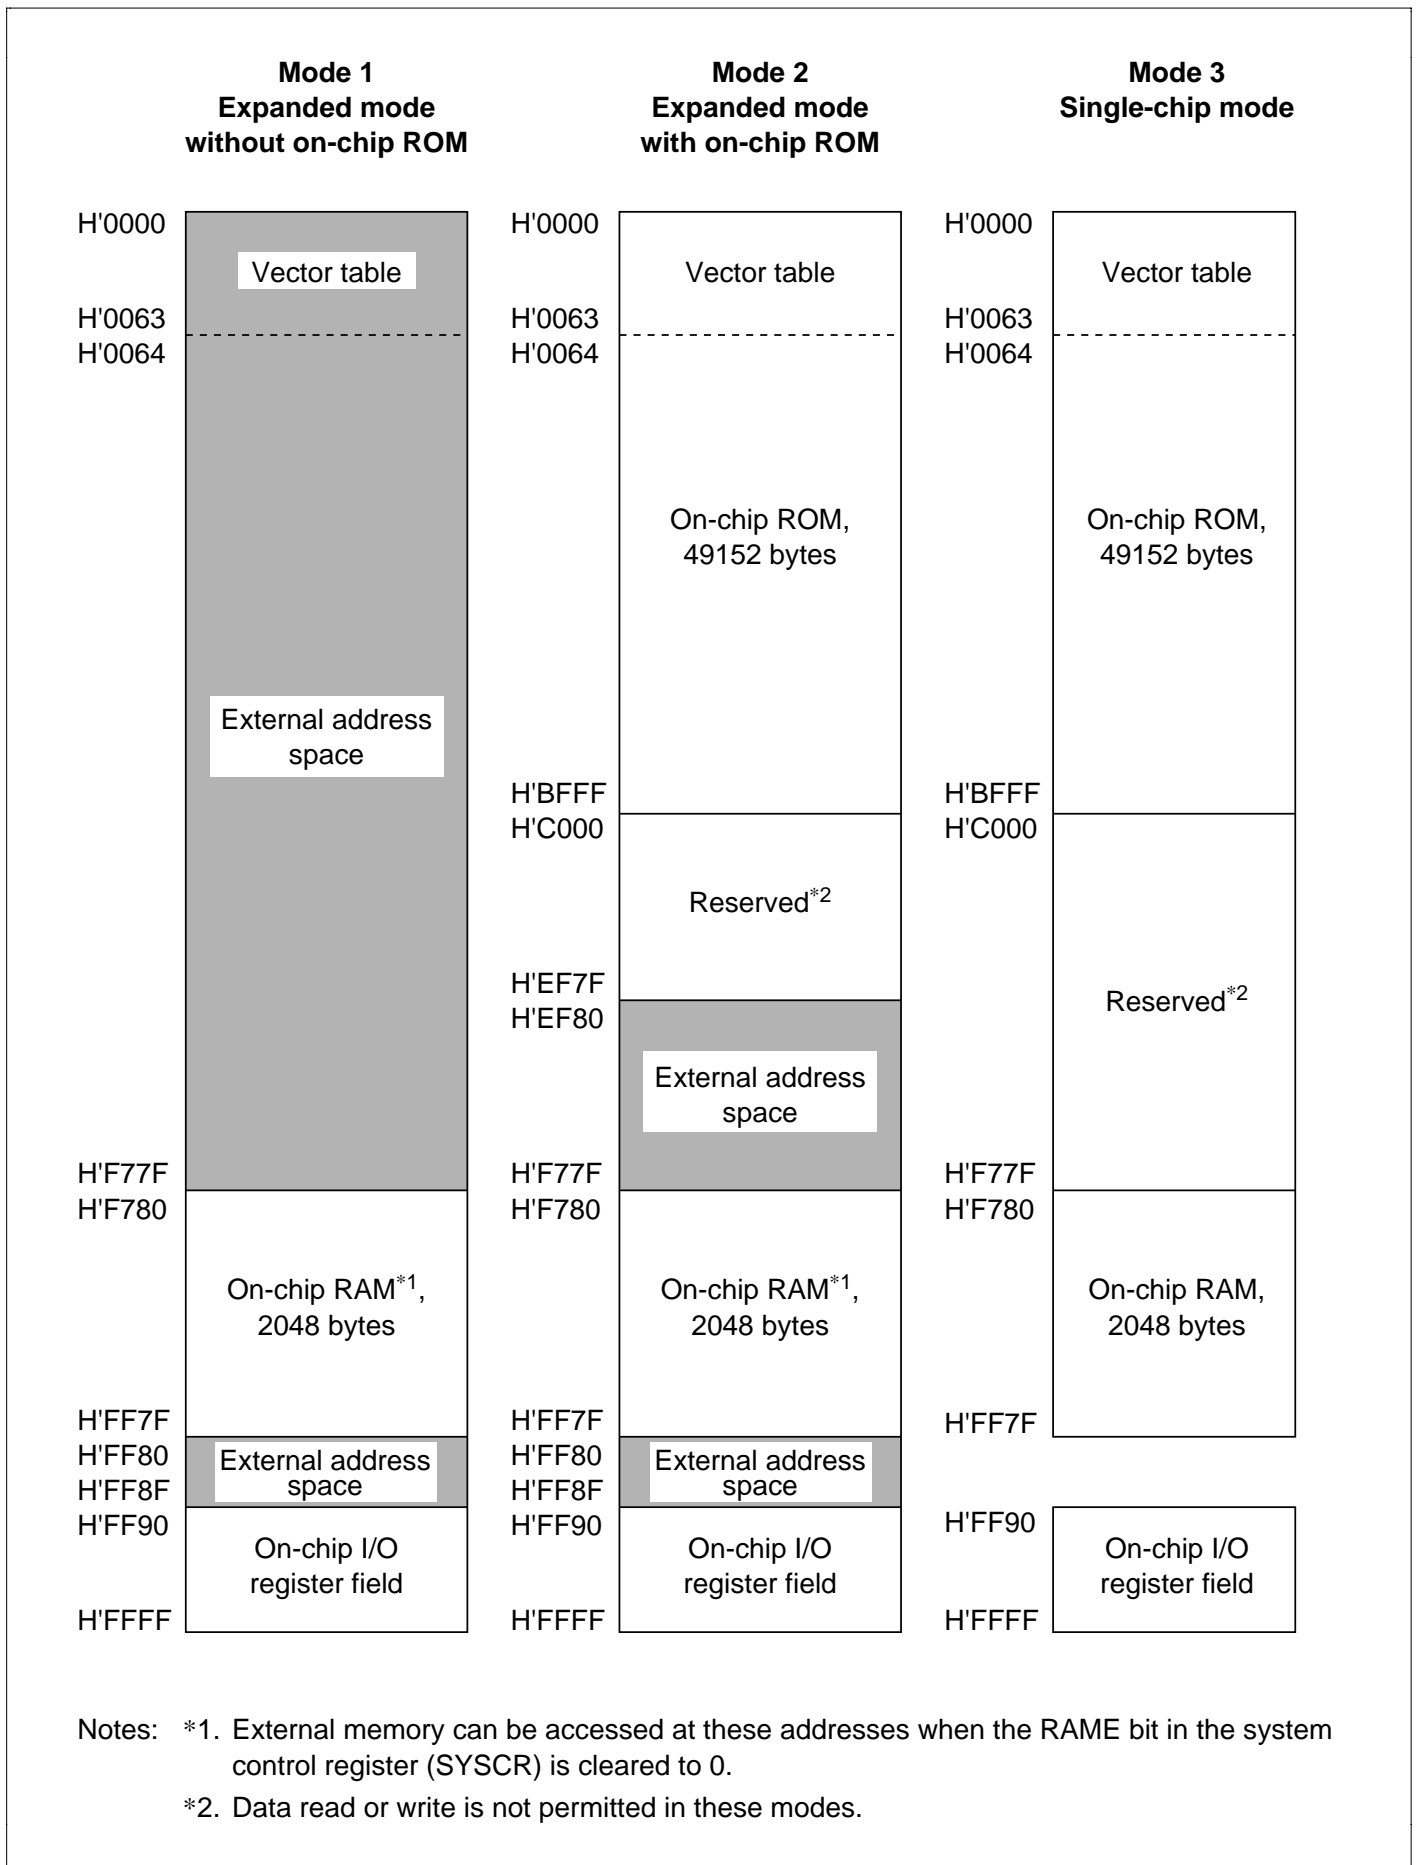 Mode 1
Expanded mode
without on-chip ROM
H'0000
Vector table
H'0063
H'0064
External address
space
H'F77F
H'F780
On-chip RAM*1,
2048 bytes
H'FF7F
H'FF80
External address
space
H'FF8F
H'FF90
On-chip I/O
register field
H'FFFF
Mode 2
Expanded mode
with on-chip ROM
H'0000
Vector table
H'0063
H'0064
On-chip ROM,
49152 bytes
H'BFFF
H'C000
Reserved*2
H'EF7F
H'EF80
External address
space
H'F77F
H'F780
On-chip RAM*1,
2048 bytes
H'FF7F
H'FF80
External address
space
H'FF8F
H'FF90
On-chip I/O
register field
H'FFFF
Mode 3
Single-chip mode
H'0000
Vector table
H'0063
H'0064
On-chip ROM,
49152 bytes
H'BFFF
H'C000
Reserved*2
H'F77F
H'F780
On-chip RAM,
2048 bytes
H'FF7F
H'FF90
On-chip I/O
register field
H'FFFF
Notes: *1. External memory can be accessed at these addresses when the RAME bit in the system
control register (SYSCR) is cleared to 0.
*2. Data read or write is not permitted in these modes.